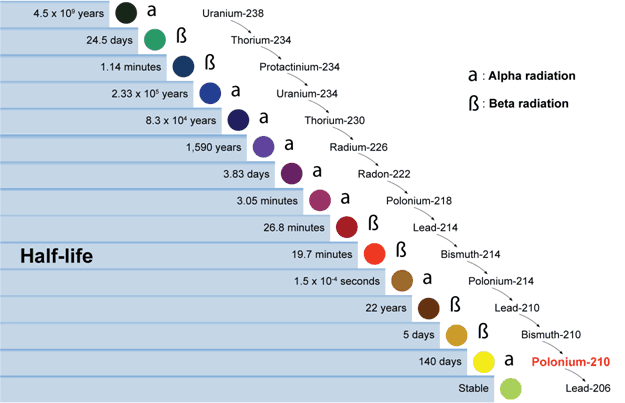 4.5 x 10⁹ years a Uranium-238
24.5 days ß Thorium-234
1.14 minutes ß Protactinium-234
2.33 x 10⁵ years a Uranium-234
8.3 x 10⁴ years a Thorium-230
1,590 years a Radium-226
3.83 days a Radon-222
3.05 minutes a Polonium-218
26.8 minutes ß Lead-214
19.7 minutes ß Bismuth-214
1.5 x 10⁻⁴ seconds a Polonium-214
22 years ß Lead-210
5 days ß Bismuth-210
140 days a Polonium-210
Stable Lead-206
Half-life
a : Alpha radiation
ß : Beta radiation